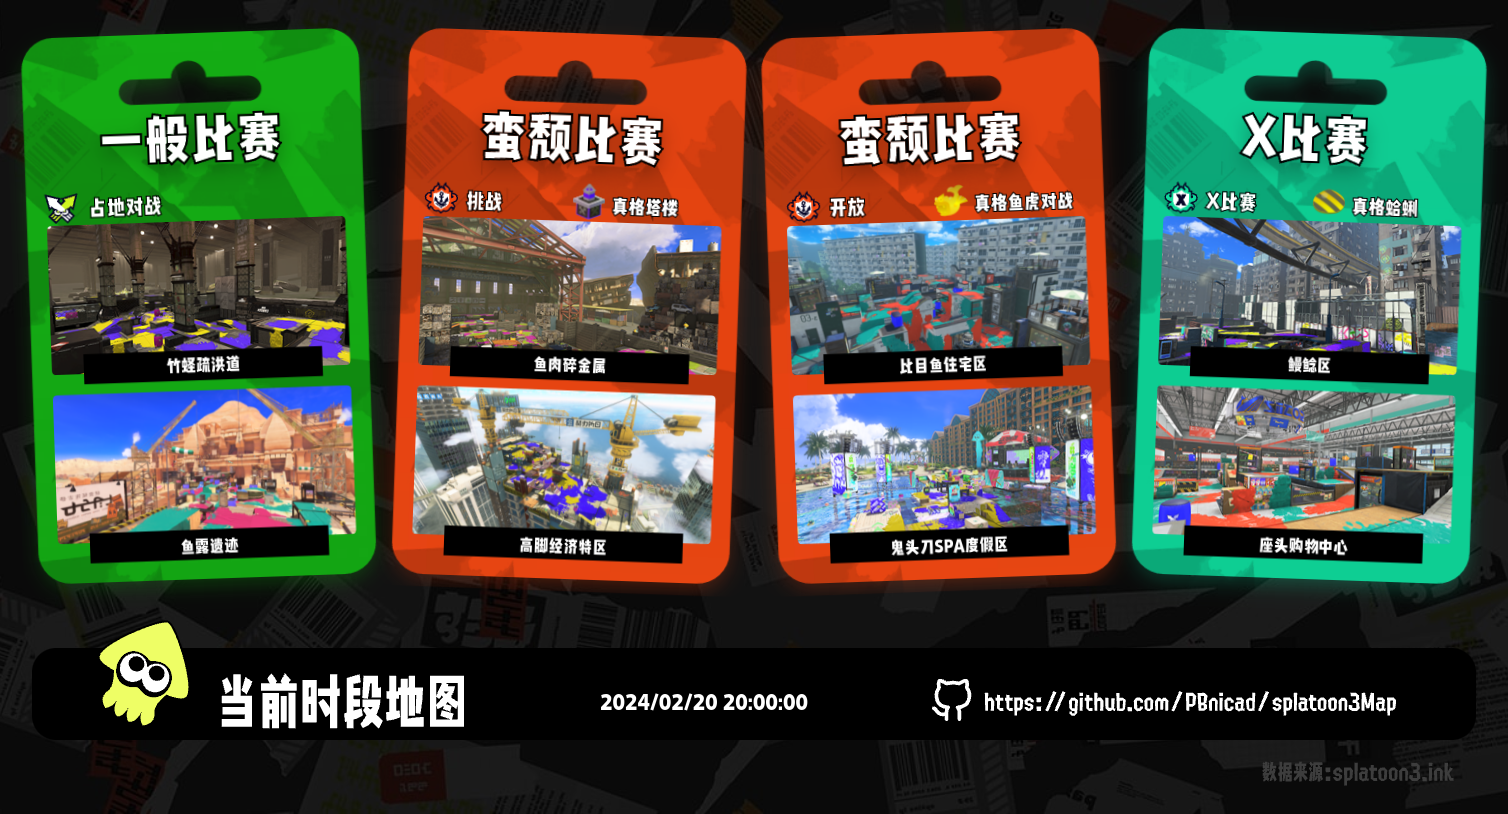 一般比赛
占地对战
竹蛏疏洪道
鱼露遗迹
蛮颓比赛
挑战
真格塔楼
鱼肉碎金属
高脚经济特区
蛮颓比赛
开放
真格鱼虎对战
比目鱼住宅区
鬼头刀SPA度假区
X比赛
X比赛
真格蛤蜊
鳗鲶区
座头购物中心
当前时段地图
2024/02/20 20:00:00
https://github.com/PBnicad/splatoon3Map
数据来源:splatoon3.ink